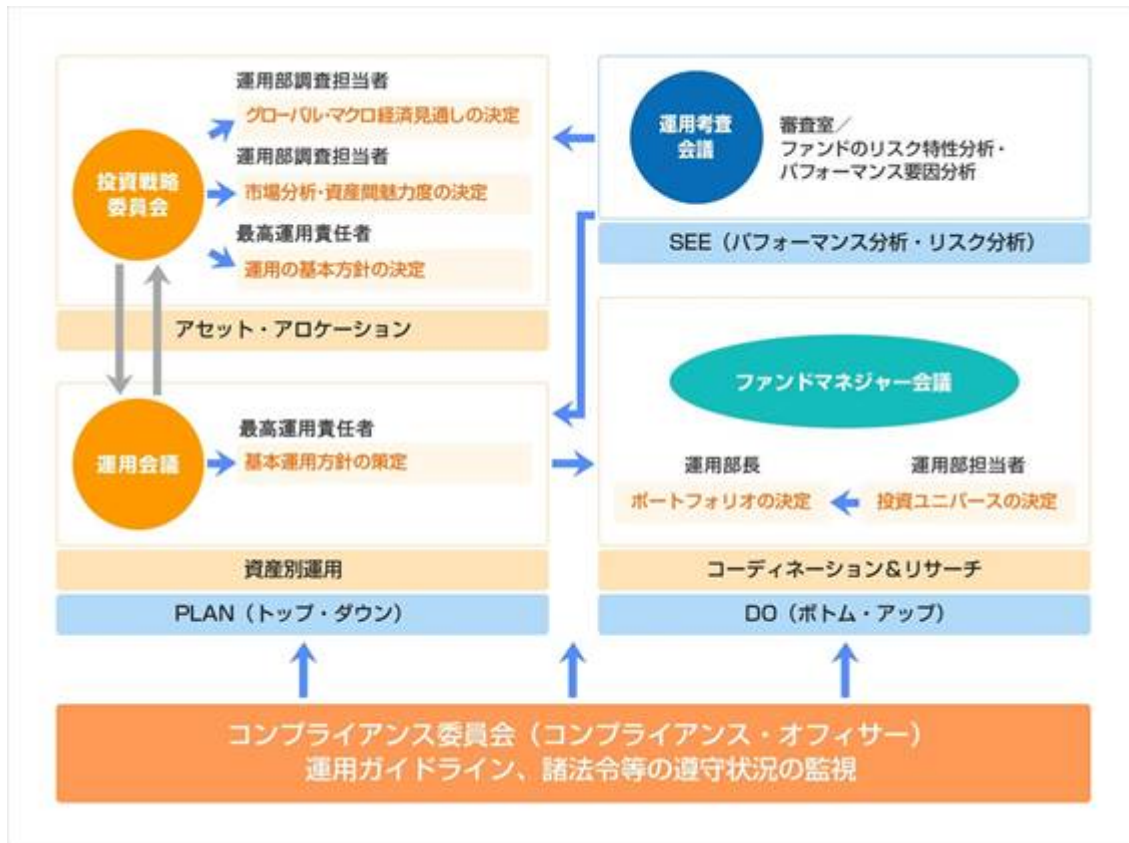 運用部調査担当者
グローバル・マクロ経済見通しの決定
運用部調査担当者
市場分析・資産間魅力度の決定
最高運用責任者
運用の基本方針の決定
投資戦略
委員会
アセット・アロケーション
運用会議
最高運用責任者
基本運用方針の策定
資産別運用
PLAN（トップ・ダウン）
運用考査
会議
審査室／
ファンドのリスク特性分析・
パフォーマンス要因分析
SEE（パフォーマンス分析・リスク分析）
ファンドマネジャー会議
運用部長
ポートフォリオの決定
運用部担当者
投資ユニバースの決定
コーディネーション＆リサーチ
DO（ボトム・アップ）
コンプライアンス委員会（コンプライアンス・オフィサー）
運用ガイドライン、諸法令等の遵守状況の監視